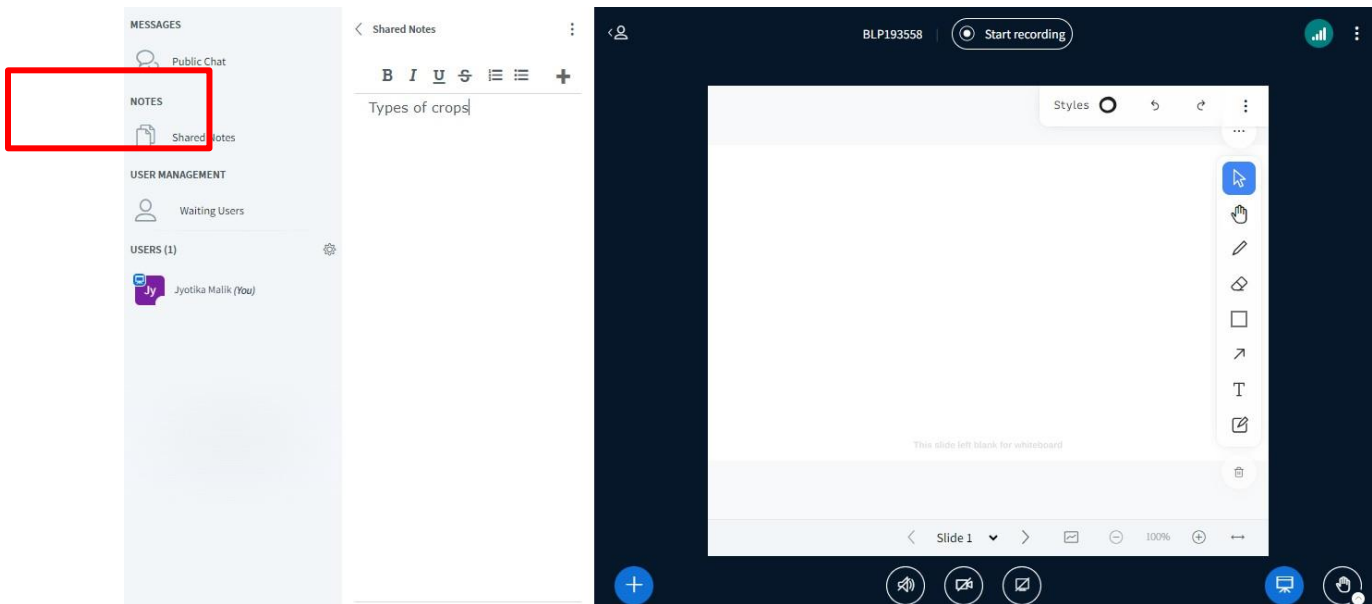 MESSAGES
Public Chat
NOTES
Shared Notes
USER MANAGEMENT
Waiting Users
USERS (1)
Jy
Jyotika Malik (You)
Shared Notes
B I U S
Types of crops
BLP193558
Start recording
Styles
T
This slide left blank for whiteboard
Slide 1
100%